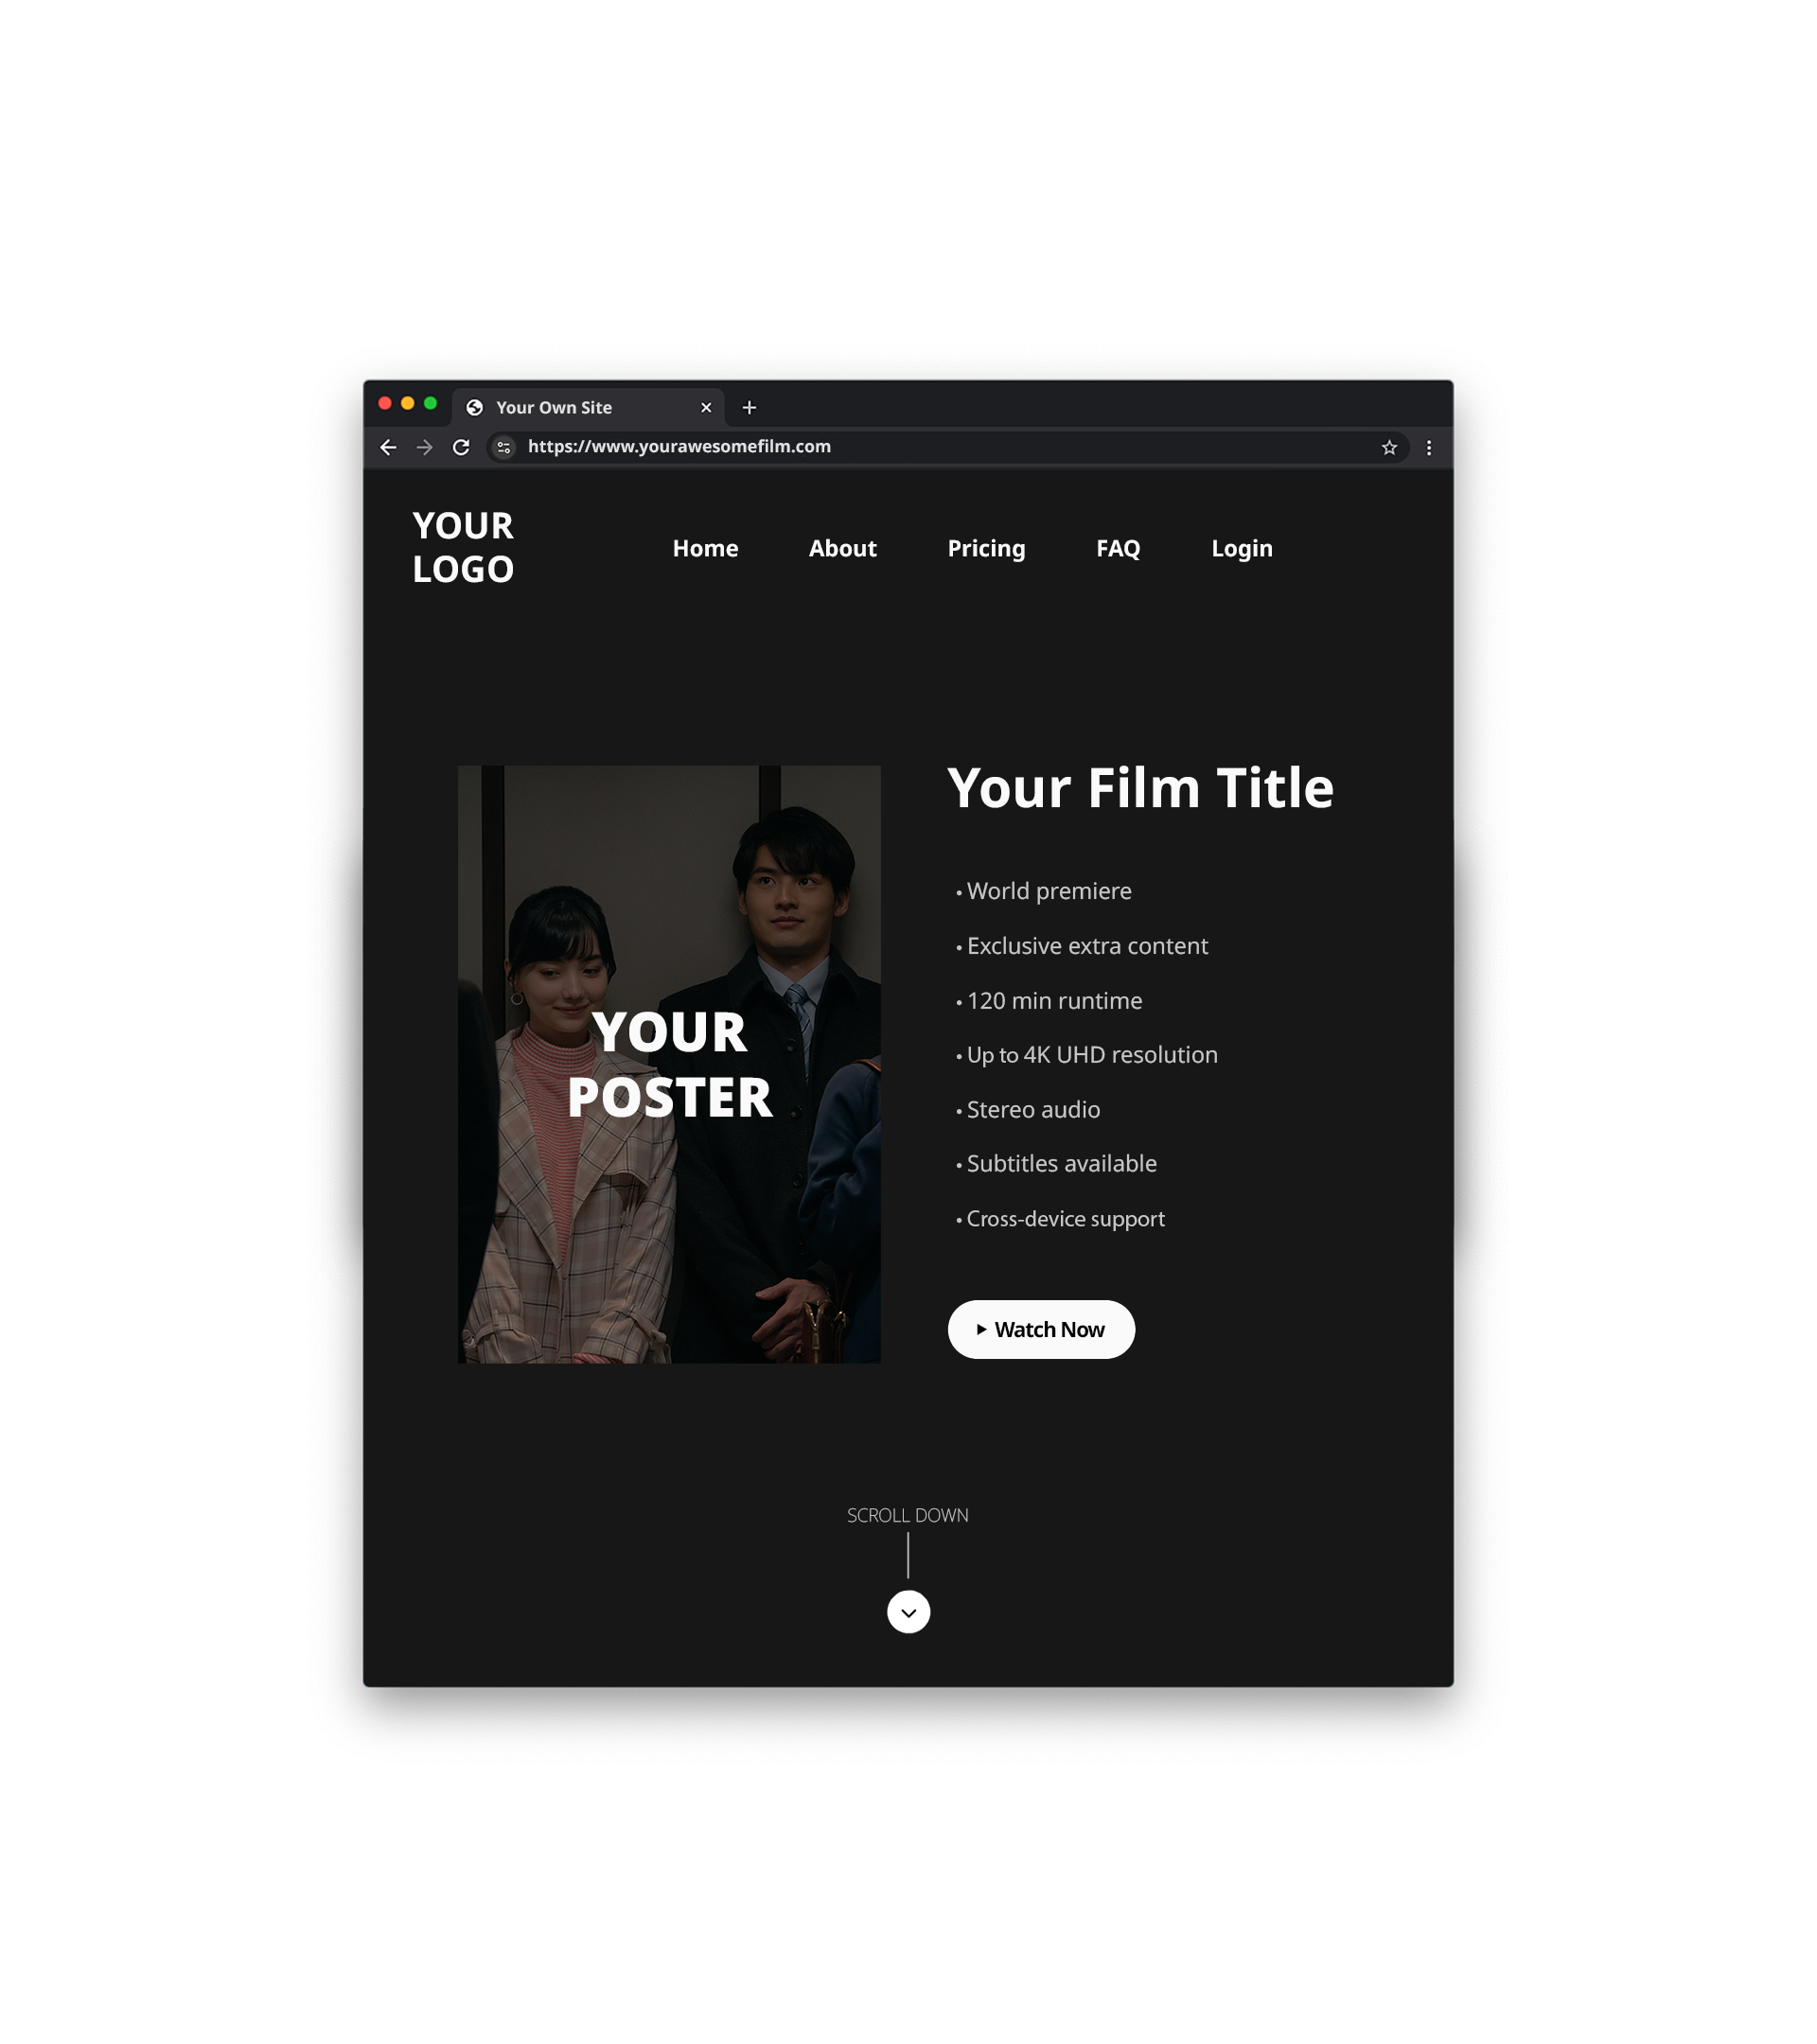 Your Own Site
https://www.yourawesomefilm.com
YOUR
LOGO
Home About Pricing FAQ Login
YOUR
POSTER
Your Film Title
• World premiere
• Exclusive extra content
• 120 min runtime
• Up to 4K UHD resolution
• Stereo audio
• Subtitles available
• Cross-device support
Watch Now
SCROLL DOWN